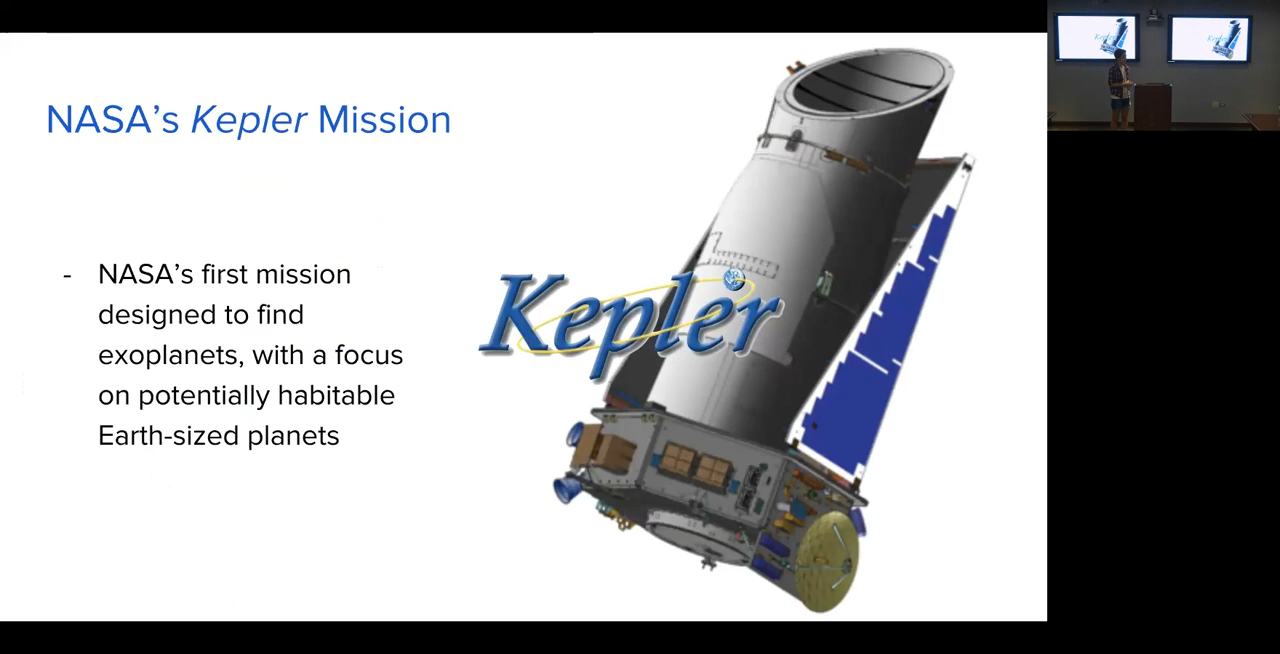 NASA's Kepler Mission
- NASA's first mission
designed to find
exoplanets, with a focus
on potentially habitable
Earth-sized planets
Kepler